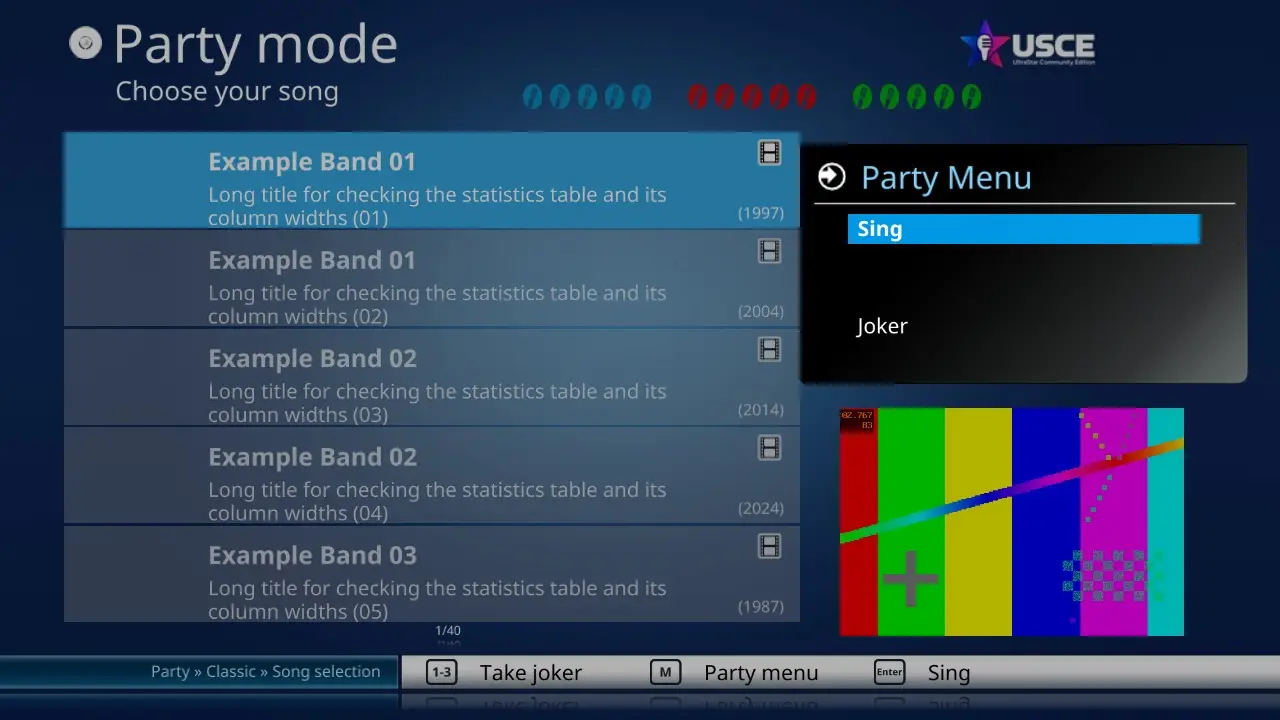 Party mode
USCE
UltraStar Community Edition
Choose your song
Example Band 01
Long title for checking the statistics table and its
column widths (01)
(1997)
Example Band 01
Long title for checking the statistics table and its
column widths (02)
(2004)
Example Band 02
Long title for checking the statistics table and its
column widths (03)
(2014)
Example Band 02
Long title for checking the statistics table and its
column widths (04)
(2024)
Example Band 03
Long title for checking the statistics table and its
column widths (05)
(1987)
1/40
Party Menu
Sing
Joker
02.767
83
Party » Classic » Song selection
1-3 Take joker
M Party menu
Enter Sing